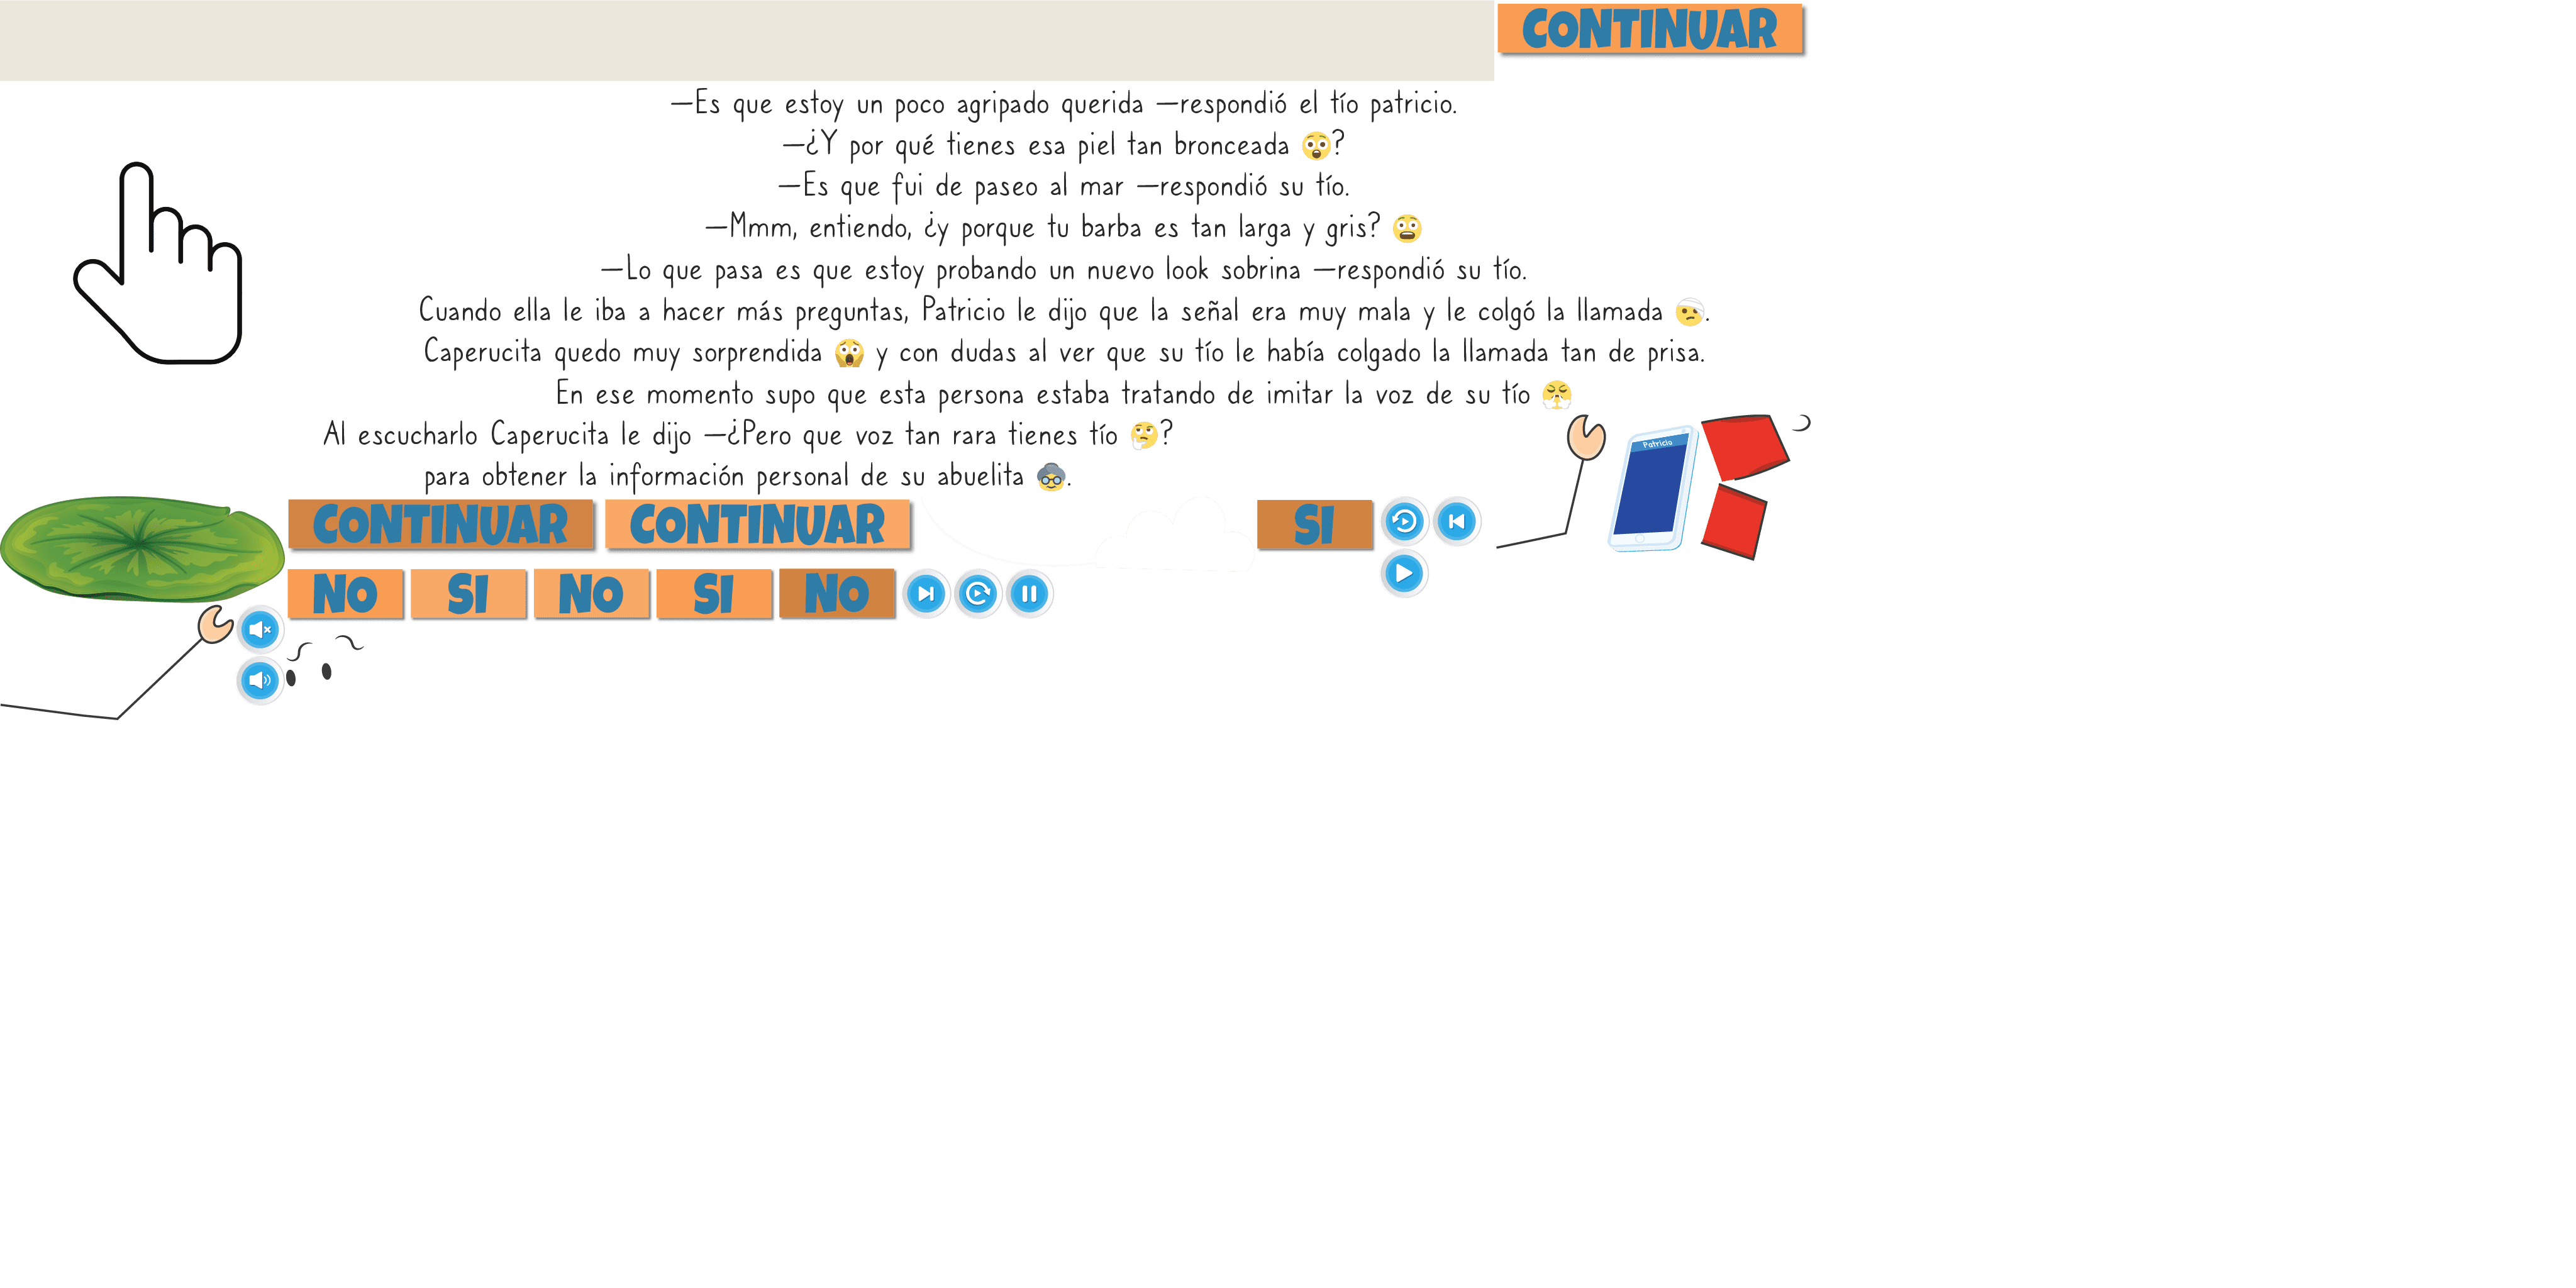 CONTINUAR
—Es que estoy un poco agripado querida —respondió el tío patricio.
—¿Y por qué tienes esa piel tan bronceada 😯?
—Es que fui de paseo al mar —respondió su tío.
—Mmm, entiendo, ¿y porque tu barba es tan larga y gris? 😨
—Lo que pasa es que estoy probando un nuevo look sobrina —respondió su tío.
Cuando ella le iba a hacer más preguntas, Patricio le dijo que la señal era muy mala y le colgó la llamada 🤕.
Caperucita quedo muy sorprendida 😱 y con dudas al ver que su tío le había colgado la llamada tan de prisa.
En ese momento supo que esta persona estaba tratando de imitar la voz de su tío 😤
Al escucharlo Caperucita le dijo —¿Pero que voz tan rara tienes tío 🤔?
Patricio
para obtener la información personal de su abuelita 👵.
CONTINUAR CONTINUAR SI
NO SI NO SI NO